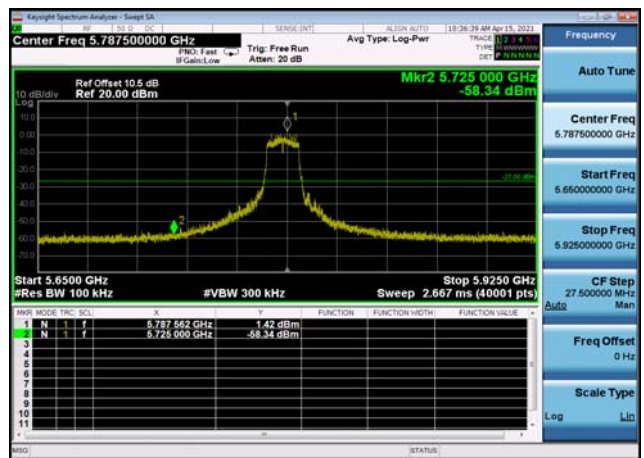 Keysight Spectrum Analyzer - Swept SA
RF 50 Ω DC SENSE:INT ALIGN AUTO 10:36:39 AM Apr 15, 2021
Center Freq 5.787500000 GHz
PNO: Fast
IFGain:Low
Trig: Free Run
Atten: 20 dB
Avg Type: Log-Pwr
TRACE 1 2 3 4 5 6
TYPE
DET P N N N N N
Mkr2 5.725 000 GHz
-58.34 dBm
Ref Offset 10.5 dB
10 dB/div Ref 20.00 dBm
Log
10.0
0.00
-10.0
-20.0
-30.0
-40.0
-50.0
-60.0
-70.0
1
2
-27.00 dBm
Start 5.6500 GHz Stop 5.9250 GHz
#Res BW 100 kHz #VBW 300 kHz Sweep 2.667 ms (40001 pts)
MKR MODE TRC SCL X Y FUNCTION FUNCTION WIDTH FUNCTION VALUE
1 N 1 f 5.787 562 GHz 1.42 dBm
2 N 1 f 5.725 000 GHz -58.34 dBm
3
4
5
6
7
8
9
10
11
MSG STATUS
Frequency
Auto Tune
Center Freq
5.787500000 GHz
Start Freq
5.650000000 GHz
Stop Freq
5.925000000 GHz
CF Step
27.500000 MHz
Auto Man
Freq Offset
0 Hz
Scale Type
Log Lin